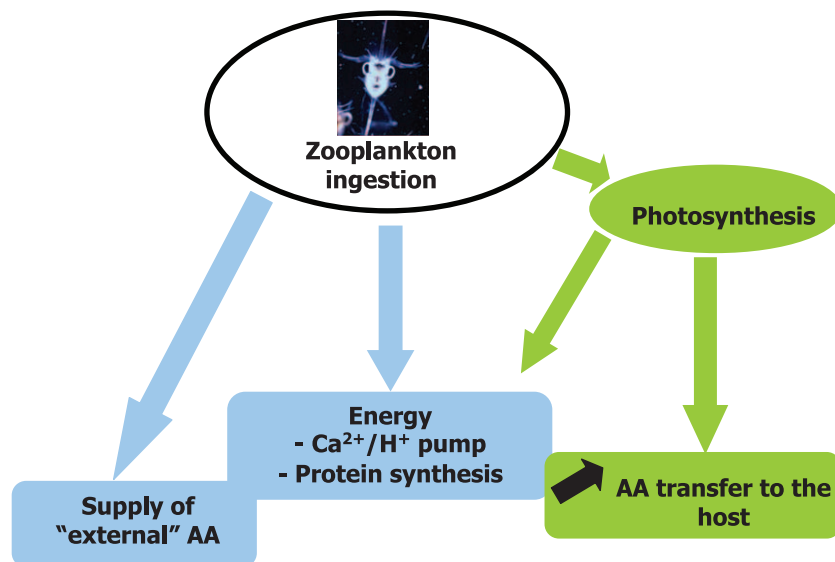 Zooplankton
ingestion
Photosynthesis
Energy
- Ca²⁺/H⁺ pump
- Protein synthesis
Supply of
“external” AA
AA transfer to the
host